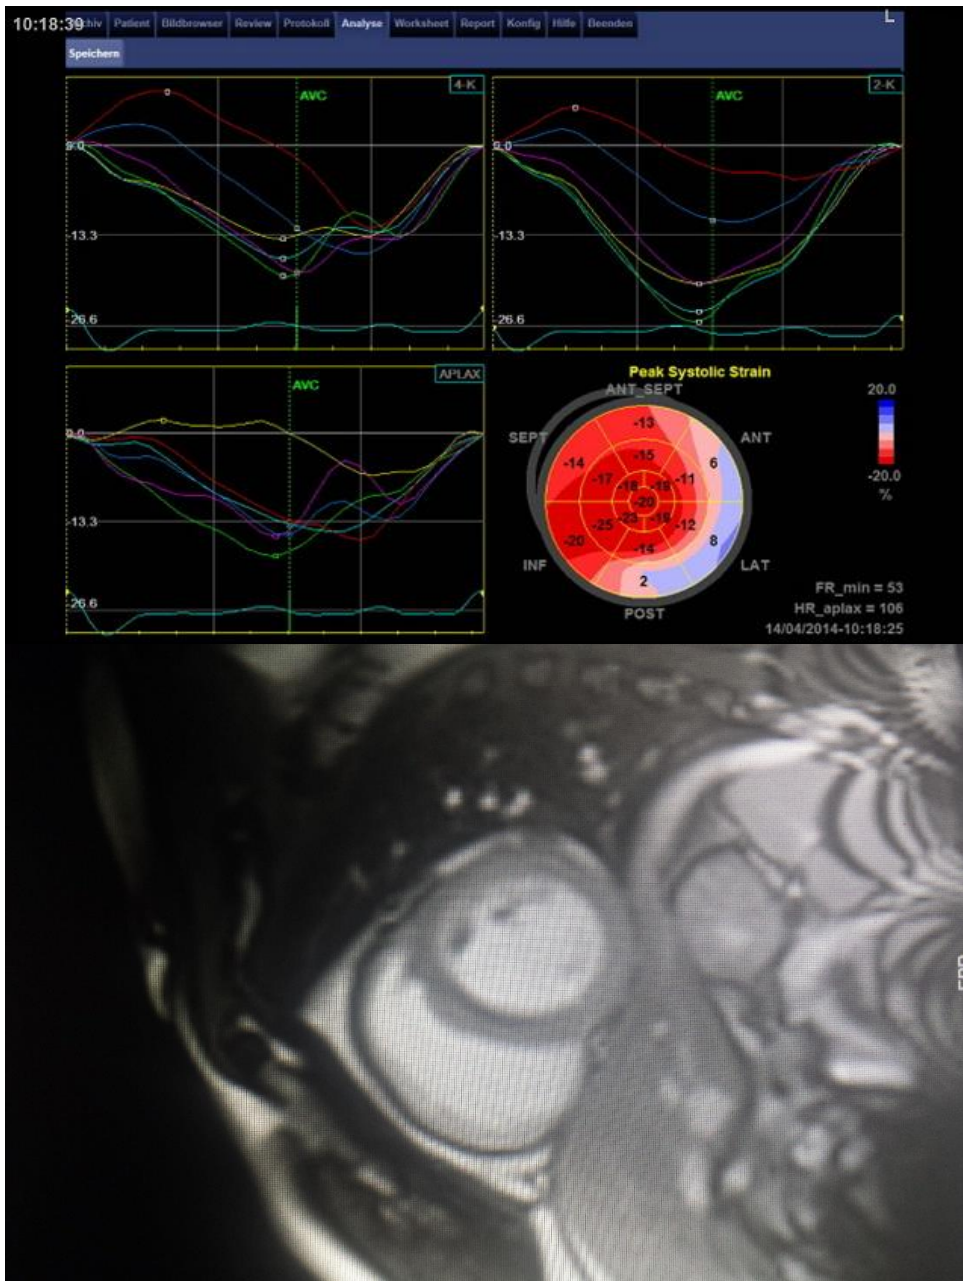 10:18:39 Patient Bildbrowser Review Protokoll Analyse Worksheet Report Konfig Hilfe Beenden
L
Speichern
4-K
AVC
-13.3
-26.6
2-K
AVC
0.0
-13.3
-26.6
APLAX
AVC
0.0
-13.3
-26.6
Peak Systolic Strain
ANT_SEPT
SEPT
ANT
-13
-14
6
-15
-17
-11
-18
-19
-20
-25
-23
-19
-12
-20
8
-14
2
INF
LAT
POST
20.0
-20.0
%
FR_min = 53
HR_aplax = 106
14/04/2014-10:18:25